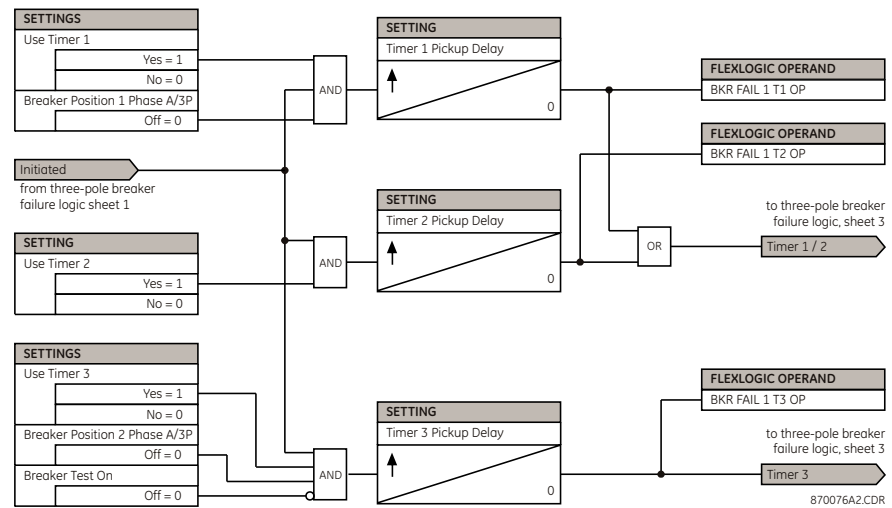 SETTINGS
Use Timer 1
Yes = 1
No = 0
Breaker Position 1 Phase A/3P
Off = 0
Initiated
from three-pole breaker
failure logic sheet 1
SETTING
Use Timer 2
Yes = 1
No = 0
SETTINGS
Use Timer 3
Yes = 1
No = 0
Breaker Position 2 Phase A/3P
Off = 0
Breaker Test On
Off = 0
AND
AND
AND
SETTING
Timer 1 Pickup Delay
0
SETTING
Timer 2 Pickup Delay
0
SETTING
Timer 3 Pickup Delay
0
OR
FLEXLOGIC OPERAND
BKR FAIL 1 T1 OP
FLEXLOGIC OPERAND
BKR FAIL 1 T2 OP
to three-pole breaker
failure logic, sheet 3
Timer 1 / 2
FLEXLOGIC OPERAND
BKR FAIL 1 T3 OP
to three-pole breaker
failure logic, sheet 3
Timer 3
870076A2.CDR